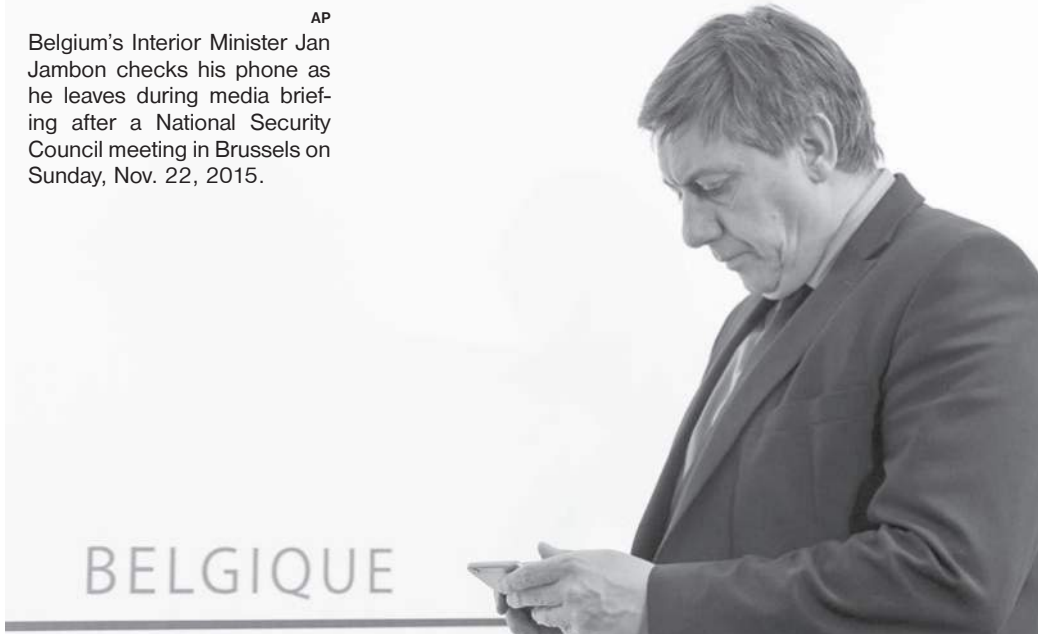 AP
Belgium's Interior Minister Jan
Jambon checks his phone as
he leaves during media brief-
ing after a National Security
Council meeting in Brussels on
Sunday, Nov. 22, 2015.
BELGIQUE